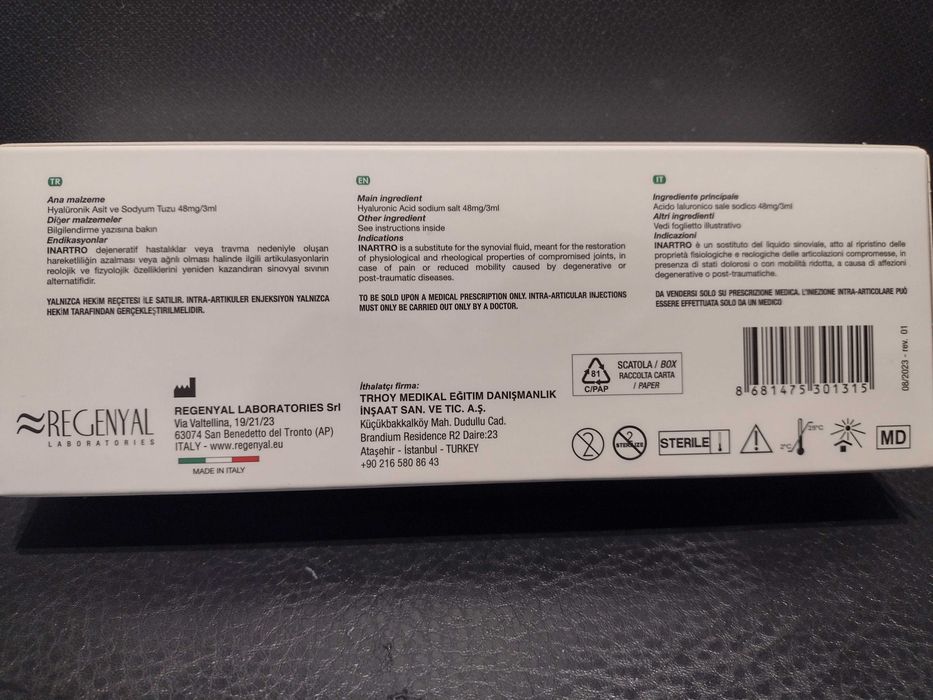 TR
Ana malzeme
Hyalüronik Asit ve Sodyum Tuzu 48mg/3ml
Diğer malzemeler
Bilgilendirme yazısına bakın
Endikasyonlar
INARTRO dejeneratif hastalıklar veya travma nedeniyle oluşan
hareketliliğin azalması veya ağrılı olması halinde ilgili artikulasyonların
reolojik ve fizyolojik özelliklerini yeniden kazandıran sinovyal sıvının
alternatifidir.
YALNIZCA HEKİM REÇETESİ İLE SATILIR. INTRA-ARTIKULER ENJEKSIYON YALNIZCA
HEKİM TARAFINDAN GERÇEKLEŞTIRILMELIDIR.
EN
Main ingredient
Hyaluronic Acid sodium salt 48mg/3ml
Other ingredient
See instructions inside
Indications
INARTRO is a substitute for the synovial fluid, meant for the restoration
of physiological and rheological properties of compromised joints, in
case of pain or reduced mobility caused by degenerative or
post-traumatic diseases.
TO BE SOLD UPON A MEDICAL PRESCRIPTION ONLY. INTRA-ARTICULAR INJECTIONS
MUST ONLY BE CARRIED OUT ONLY BY A DOCTOR.
IT
Ingrediente principale
Acido Ialuronico sale sodico 48mg/3ml
Altri ingredienti
Vedi foglietto illustrativo
Indicazioni
INARTRO è un sostituto del liquido sinoviale, atto al ripristino delle
proprietà fisiologiche e reologiche delle articolazioni compromesse, in
presenza di stati dolorosi o con mobilità ridotta, a causa di affezioni
degenerative o post-traumatiche.
DA VENDERSI SOLO SU PRESCRIZIONE MEDICA. L'INIEZIONE INTRA-ARTICOLARE PUÒ
ESSERE EFFETTUATA SOLO DA UN MEDICO
REGENYAL
LABORATORIES
REGENYAL LABORATORIES Srl
Via Valtellina, 19/21/23
63074 San Benedetto del Tronto (AP)
ITALY - www.regenyal.eu
MADE IN ITALY
İthalatçı firma:
TRHOY MEDIKAL EĞITIM DANIŞMANLIK
İNŞAAT SAN. VE TIC. A.Ş.
Küçükbakkalköy Mah. Dudullu Cad.
Brandium Residence R2 Daire:23
Ataşehir - İstanbul - TURKEY
+90 216 580 86 43
81
C/PAP
SCATOLA / BOX
RACCOLTA CARTA
/ PAPER
8 681475 301315
08/2023 - rev. 01
2
2
STERILIZE
STERILE
2°C
25°C
MD